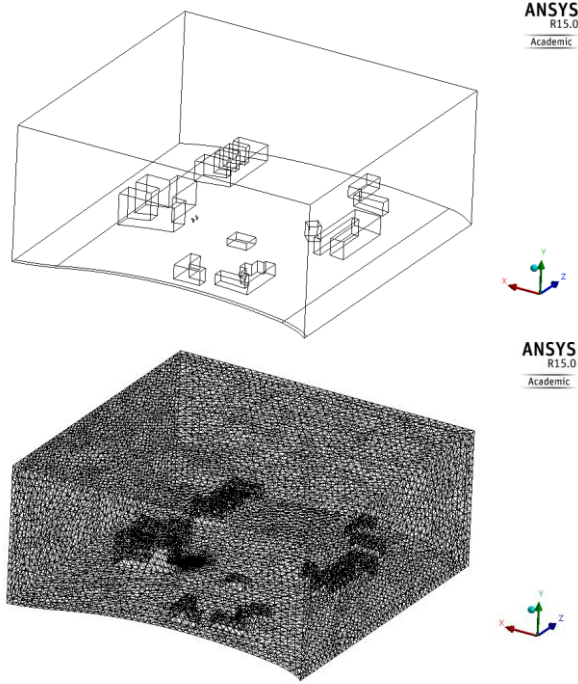 ANSYS
R15.0
Academic
Y
X
Z
ANSYS
R15.0
Academic
Y
X
Z